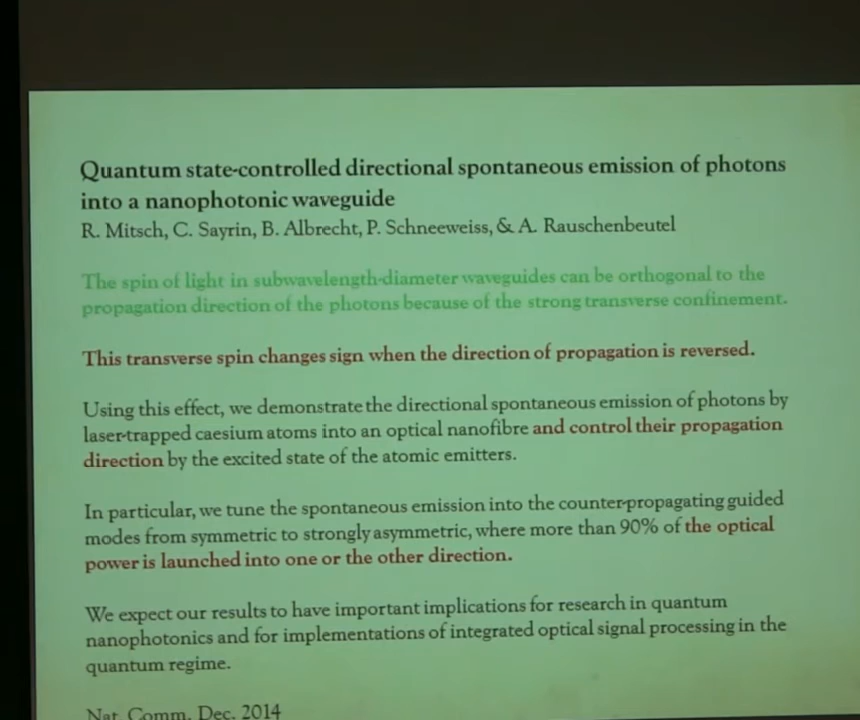 Quantum state-controlled directional spontaneous emission of photons
into a nanophotonic waveguide
R. Mitsch, C. Sayrin, B. Albrecht, P. Schneeweiss, & A. Rauschenbeutel
The spin of light in subwavelength-diameter waveguides can be orthogonal to the
propagation direction of the photons because of the strong transverse confinement.
This transverse spin changes sign when the direction of propagation is reversed.
Using this effect, we demonstrate the directional spontaneous emission of photons by
laser-trapped caesium atoms into an optical nanofibre and control their propagation
direction by the excited state of the atomic emitters.
In particular, we tune the spontaneous emission into the counter-propagating guided
modes from symmetric to strongly asymmetric, where more than 90% of the optical
power is launched into one or the other direction.
We expect our results to have important implications for research in quantum
nanophotonics and for implementations of integrated optical signal processing in the
quantum regime.
Nat. Comm. Dec. 2014